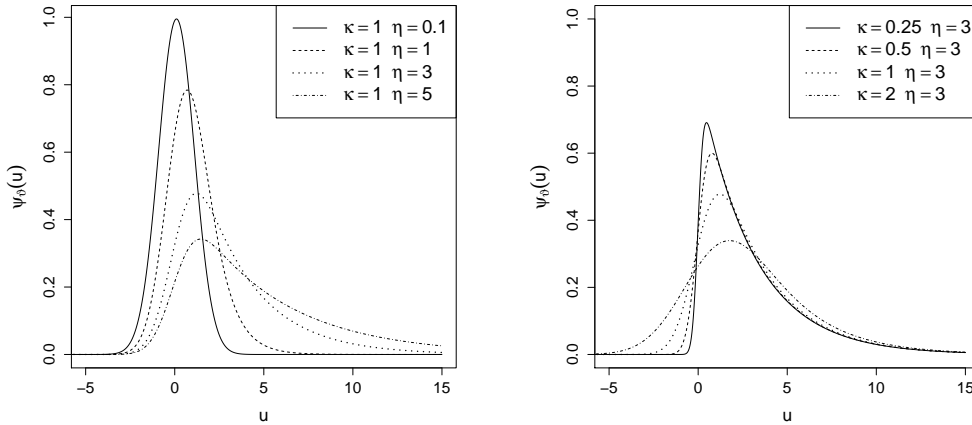 κ = 1 η = 0.1
κ = 1 η = 1
κ = 1 η = 3
κ = 1 η = 5
1.0
0.8
0.6
0.4
0.2
0.0
ψϑ(u)
−5 0 5 10 15
u
κ = 0.25 η = 3
κ = 0.5 η = 3
κ = 1 η = 3
κ = 2 η = 3
1.0
0.8
0.6
0.4
0.2
0.0
ψϑ(u)
−5 0 5 10 15
u